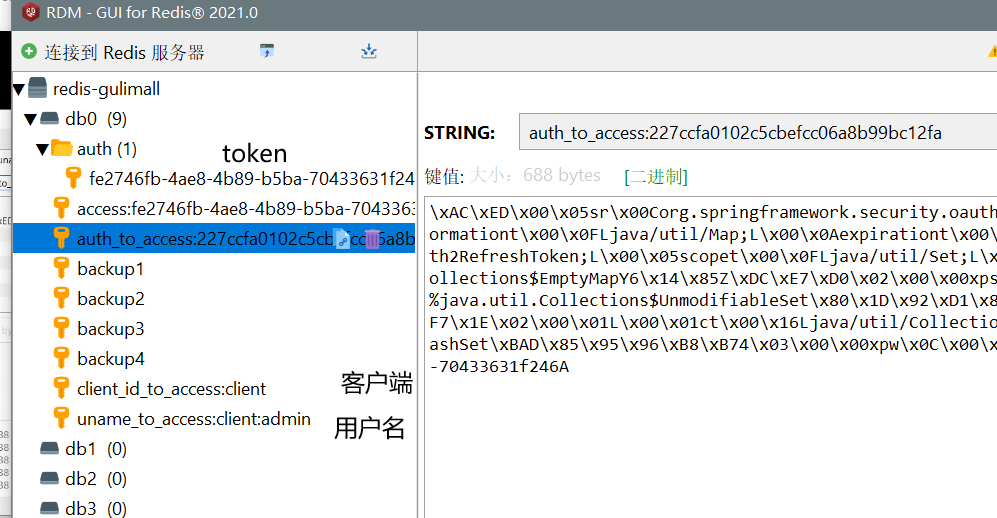 RDM - GUI for Redis® 2021.0
连接到 Redis 服务器
redis-gulimall
db0 (9)
auth (1)
token
fe2746fb-4ae8-4b89-b5ba-70433631f24
access:fe2746fb-4ae8-4b89-b5ba-7043363
auth_to_access:227ccfa0102c5cb
backup1
backup2
backup3
backup4
client_id_to_access:client
客户端
uname_to_access:client:admin
用户名
db1 (0)
db2 (0)
db3 (0)
STRING:
auth_to_access:227ccfa0102c5cbefcc06a8b99bc12fa
键值: 大小: 688 bytes [二进制]
\xAC\xED\x00\x05sr\x00Corg.springframework.security.oauth
ormationt\x00\x0FLjava/util/Map;L\x00\x0Aexpirationt\x00\
th2RefreshToken;L\x00\x05scopet\x00\x0FLjava/util/Set;L\x
ollections$EmptyMapY6\x14\x85Z\xDC\xE7\xD0\x02\x00\x00xps
%java.util.Collections$UnmodifiableSet\x80\x1D\x92\xD1\x8
F7\x1E\x02\x00\x01L\x00\x01ct\x00\x16Ljava/util/Collectio
ashSet\xBAD\x85\x95\x96\xB8\xB74\x03\x00\x00xpw\x0C\x00\x
-70433631f246A